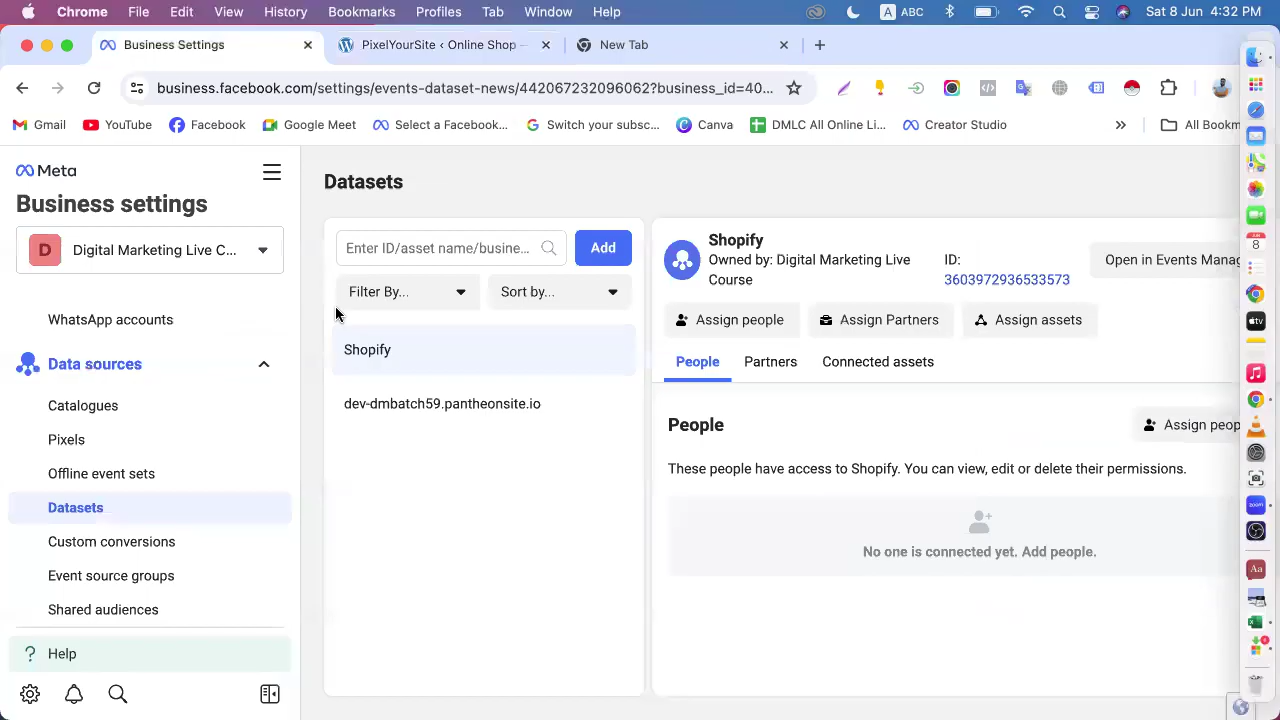 Chrome File Edit View History Bookmarks Profiles Tab Window Help A ABC Sat 8 Jun 4:32 PM
Business Settings PixelYourSite ‹ Online Shop – New Tab
business.facebook.com/settings/events-dataset-news/442067232096062?business_id=40...
Gmail YouTube Facebook Google Meet Select a Facebook... Switch your subsc... Canva DMLC All Online Li... Creator Studio All Bookm
Meta
Business settings
D Digital Marketing Live C...
WhatsApp accounts
Data sources
Catalogues
Pixels
Offline event sets
Datasets
Custom conversions
Event source groups
Shared audiences
? Help
Datasets
Enter ID/asset name/busine... Add
Filter By... Sort by...
Shopify
dev-dmbatch59.pantheonsite.io
Shopify
Owned by: Digital Marketing Live Course
ID: 3603972936533573
Open in Events Manag
Assign people Assign Partners Assign assets
People Partners Connected assets
People
Assign peop
These people have access to Shopify. You can view, edit or delete their permissions.
No one is connected yet. Add people.